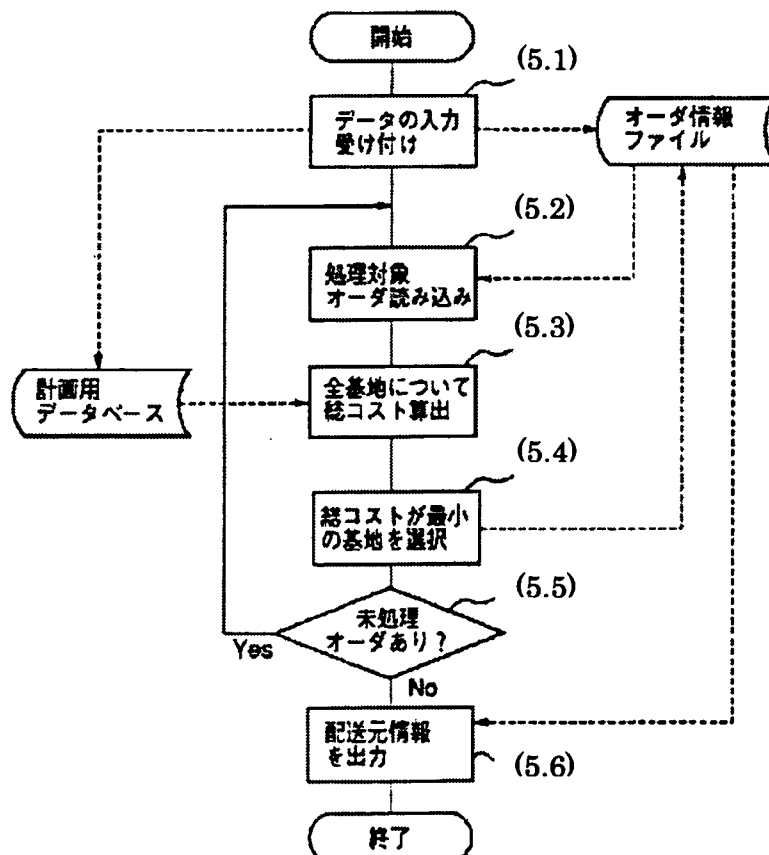 開始
(5.1)
データの入力
受け付け
オーダ情報
ファイル
(5.2)
処理対象
オーダ読み込み
(5.3)
計画用
データベース
全基地について
総コスト算出
(5.4)
総コストが最小
の基地を選択
(5.5)
未処理
オーダあり?
Yes
No
配送元情報
を出力
(5.6)
終了